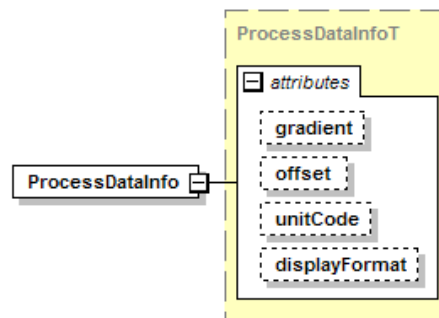 ProcessDataInfoT
attributes
gradient
offset
ProcessDataInfo
unitCode
displayFormat